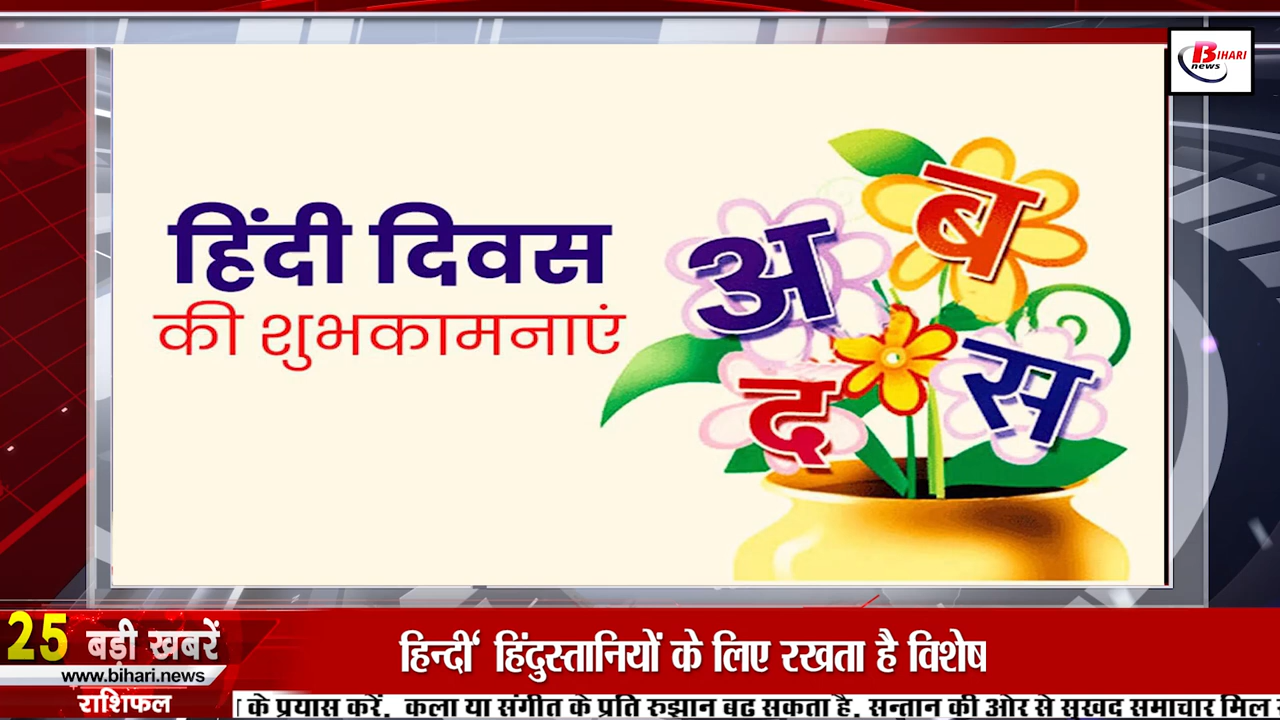 BIHARI
news
हिंदी दिवस
की शुभकामनाएं
अ
ब
द
स
25 बड़ी खबरें
www.bihari.news
हिन्दी‘ हिंदुस्तानियों के लिए रखता है विशेष
राशिफल
के प्रयास करें. कला या संगीत के प्रति रुझान बढ़ सकता है. सन्तान की ओर से सुखद समाचार मिल